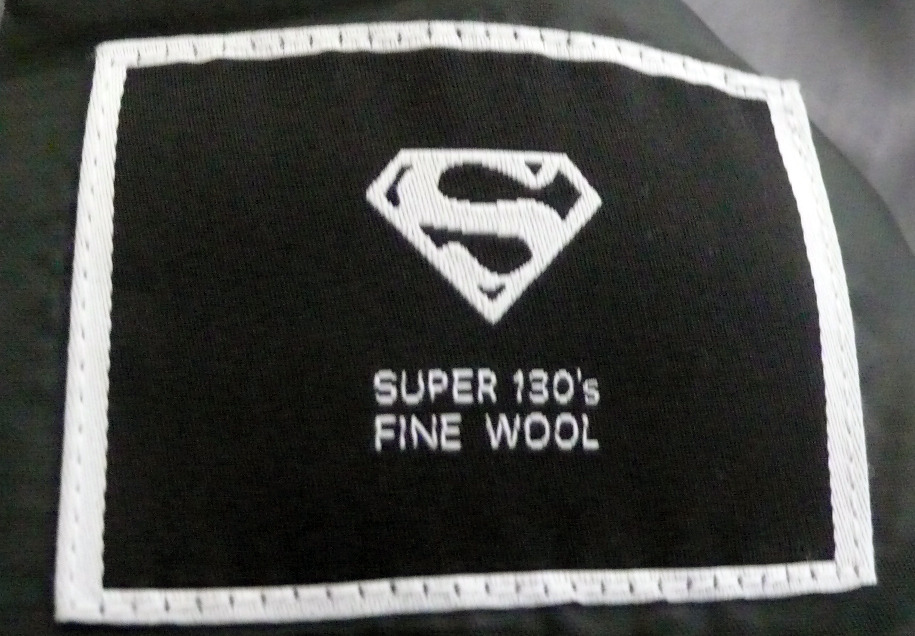 SUPER 130's
FINE WOOL